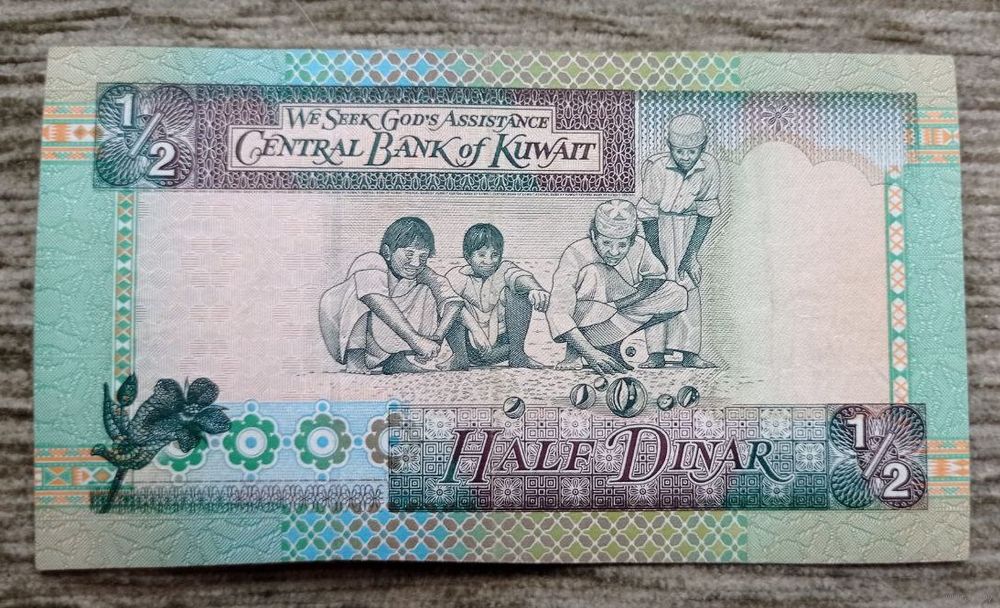 1/2
WE SEEK GOD'S ASSISTANCE
CENTRAL BANK of KUWAIT
HALF DINAR
1/2